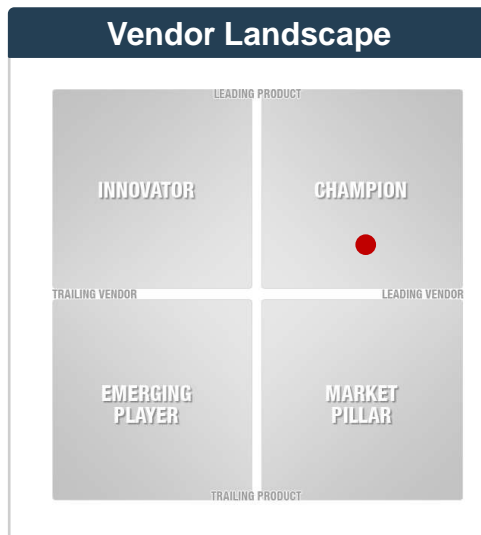 Vendor Landscape
LEADING PRODUCT
INNOVATOR
CHAMPION
TRAILING VENDOR
LEADING VENDOR
EMERGING
PLAYER
MARKET
PILLAR
TRAILING PRODUCT